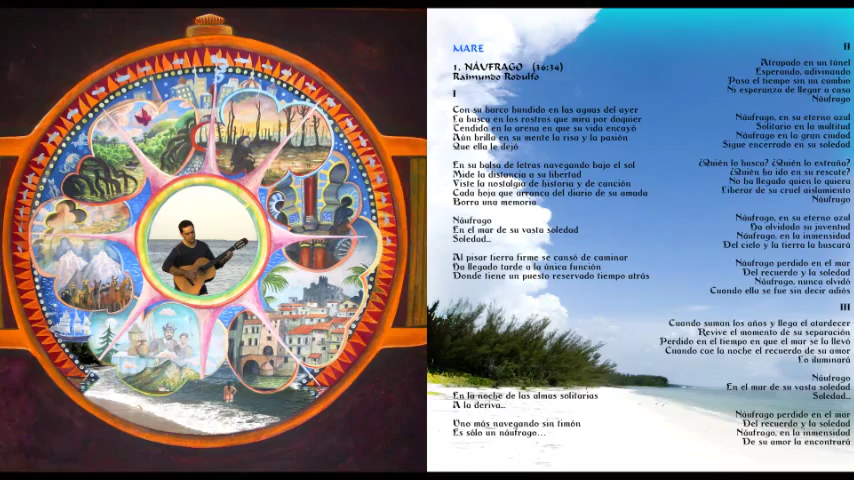 MARE
1. NÁUFRAGO (36:34)
Raimundo Rodulfo
I
Con su barco hundido en las aguas del ayer
La busca en los rostros que mira por doquier
Tendido en la arena en que su vida encayó
Aún brilla en su mente la risa y la pasión
Que ella le dejó
En su balsa de letras navegando bajo el sol
Mide la distancia a su libertad
Viste la nostalgia de historia y de canción
Cada hoja que arranca del diario de su amada
Borra una memoria
Náufrago
En el mar de su vasta soledad
Soledad...
Al pisar tierra firme se cansó de caminar
Ha llegado tarde a la única función
Donde tiene un puesto reservado tiempo atrás
En la noche de las almas solitarias
A la deriva...
Uno más navegando sin timón
Es sólo un náufrago...
II
Atrapado en un túnel
Esperando, adivinando
Pasa el tiempo sin un cambio
Ni esperanza de llegar a casa
Náufrago
Náufrago, en su eterno azul
Solitario en la multitud
Náufrago en la gran ciudad
Sigue encerrado en su soledad
¿Quién lo busca? ¿Quién lo extraña?
¿Quién ha ido en su rescate?
No ha llegado quien lo quiera
Liberar de su cruel aislamiento
Náufrago
Náufrago, en su eterno azul
Ha olvidado su juventud
Náufrago, en la inmensidad
Del cielo y la tierra la buscará
Náufrago perdido en el mar
Del recuerdo y la soledad
Náufrago, nunca olvidó
Cuando ella se fue sin decir adiós
III
Cuando suman los años y llega el atardecer
Revive el momento de su separación
Perdido en el tiempo en que el mar se la llevó
Cuando cae la noche el recuerdo de su amor
Lo iluminará
Náufrago
En el mar de su vasta soledad
Soledad...
Náufrago perdido en el mar
Del recuerdo y la soledad
Náufrago, en la inmensidad
De su amor la encontrará